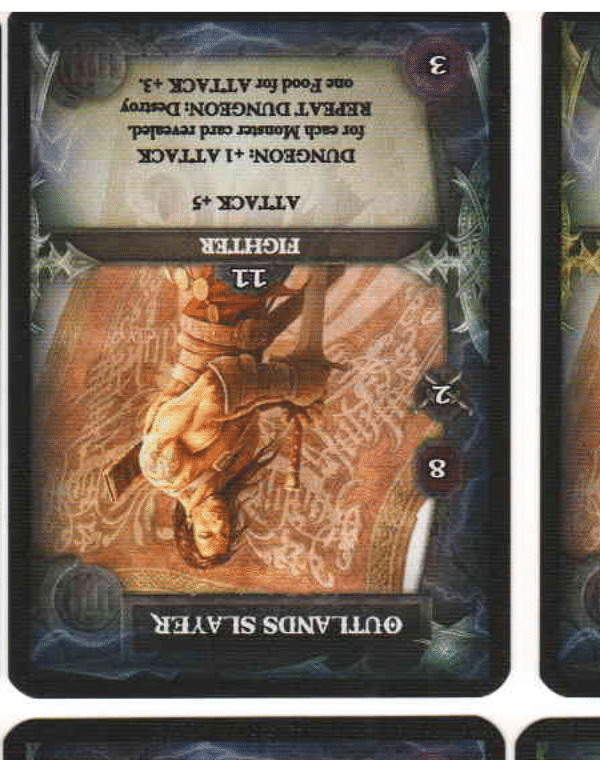 OUTLANDS SLAYER
8
2
11
FIGHTER
ATTACK +5
DUNGEON: +1 ATTACK
for each Monster card revealed.
REPEAT DUNGEON: Destroy
one Food for ATTACK +3.
3